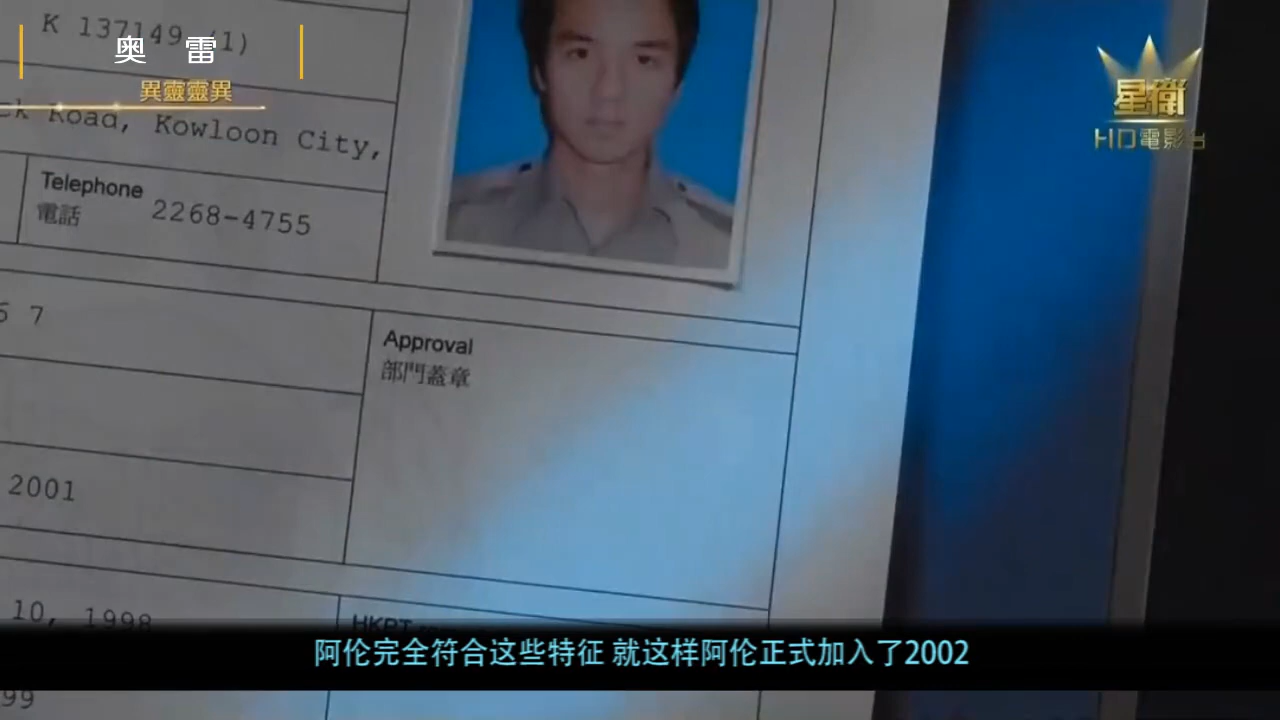 奥 雷
異靈靈異
星衛
HD電影台
K 137149 (1)
ck Road, Kowloon City,
Telephone
電話
2268-4755
7
Approval
部門蓋章
2001
10, 1998
99
阿伦完全符合这些特征 就这样阿伦正式加入了2002